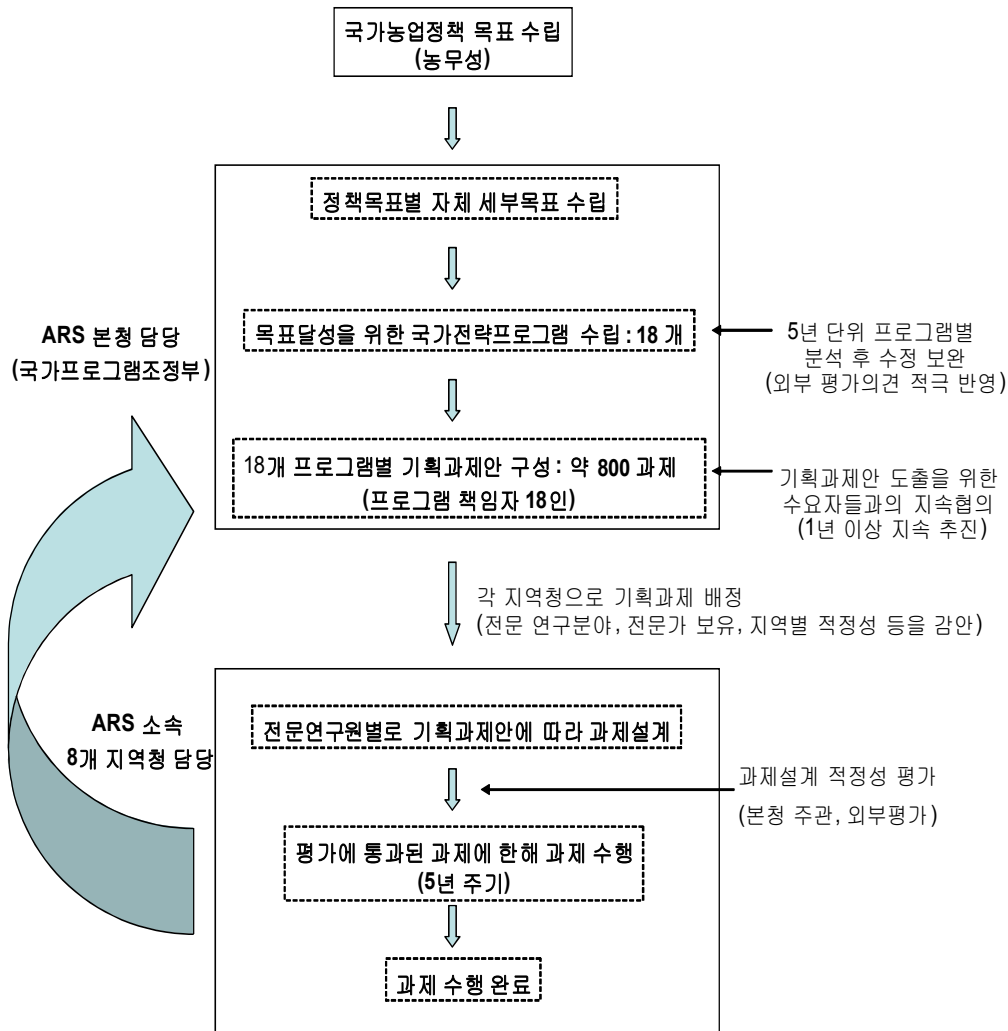 국가농업정책 목표 수립
(농무성)
정책목표별 자체 세부목표 수립
ARS 본청 담당
(국가프로그램조정부)
목표달성을 위한 국가전략프로그램 수립 : 18 개
5년 단위 프로그램별
분석 후 수정 보완
(외부 평가의견 적극 반영)
18개 프로그램별 기획과제안 구성 : 약 800 과제
(프로그램 책임자 18인)
기획과제안 도출을 위한
수요자들과의 지속협의
(1년 이상 지속 추진)
각 지역청으로 기획과제 배정
(전문 연구분야, 전문가 보유, 지역별 적정성 등을 감안)
ARS 소속
8개 지역청 담당
전문연구원별로 기획과제안에 따라 과제설계
과제설계 적정성 평가
(본청 주관, 외부평가)
평가에 통과된 과제에 한해 과제 수행
(5년 주기)
과제 수행 완료